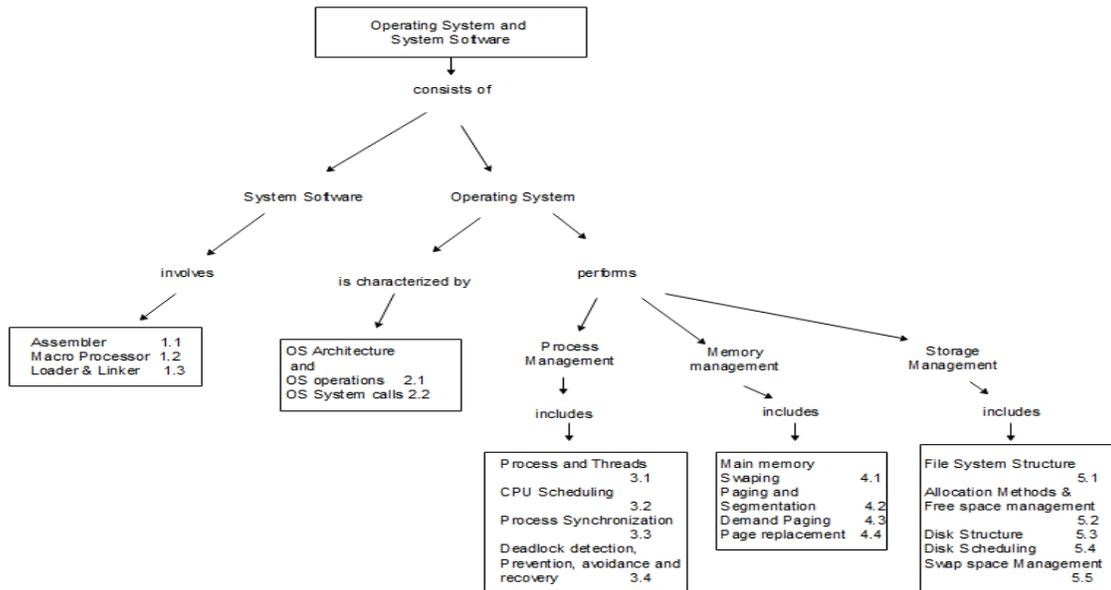 Operating System and
System Software
consists of
System Software
Operating System
involves
is characterized by
performs
Assembler 1.1
Macro Processor 1.2
Loader & Linker 1.3
OS Architecture
and
OS operations 2.1
OS System calls 2.2
Process
Management
Memory
management
Storage
Management
includes
includes
includes
Process and Threads
3.1
CPU Scheduling
3.2
Process Synchronization
3.3
Deadlock detection,
Prevention, avoidance and
recovery 3.4
Main memory
Swaping 4.1
Paging and
Segmentation 4.2
Demand Paging 4.3
Page replacement 4.4
File System Structure
5.1
Allocation Methods &
Free space management
5.2
Disk Structure 5.3
Disk Scheduling 5.4
Swap space Management
5.5